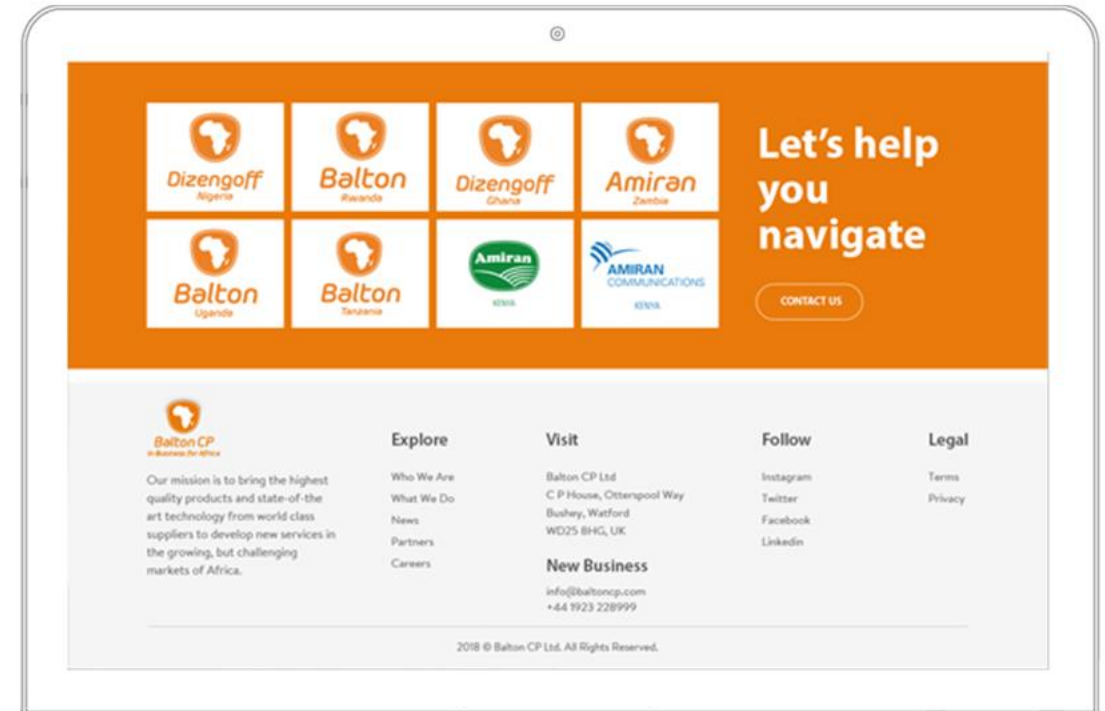 Dizengoff
Nigeria
Balton
Rwanda
Dizengoff
Ghana
Amiran
Zambia
Let's help
you
navigate
Balton
Uganda
Balton
Tanzania
Amiran
KENYA
AMIRAN
COMMUNICATIONS
KENYA
CONTACT US
Balton CP
In Business for Africa
Our mission is to bring the highest
quality products and state-of-the
art technology from world class
suppliers to develop new services in
the growing, but challenging
markets of Africa.
Explore
Who We Are
What We Do
News
Partners
Careers
Visit
Balton CP Ltd
C P House, Otterspool Way
Bushey, Watford
WD25 8HG, UK
New Business
info@baltoncp.com
+44 1923 228999
Follow
Instagram
Twitter
Facebook
Linkedin
Legal
Terms
Privacy
2018 © Balton CP Ltd. All Rights Reserved.